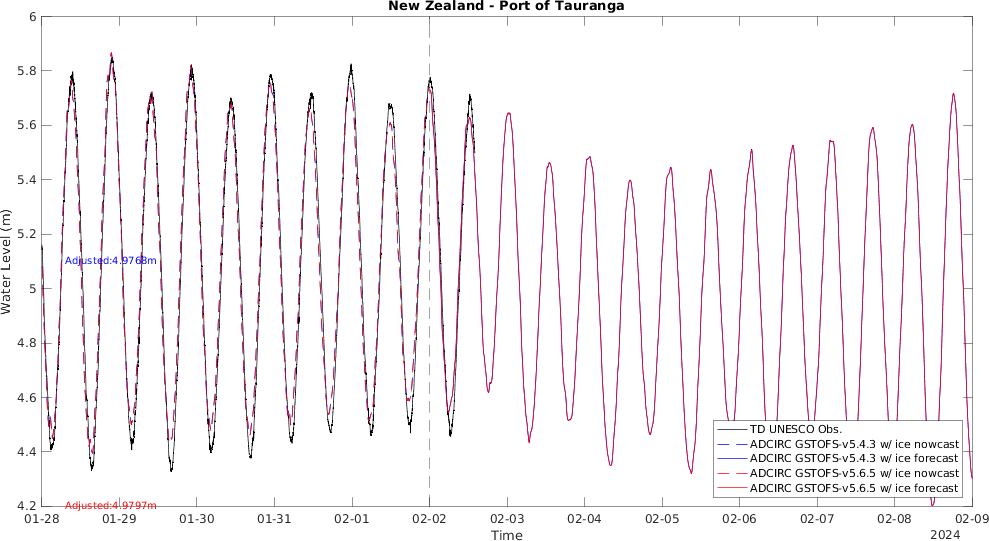 New Zealand - Port of Tauranga
Water Level (m)
6
5.8
5.6
5.4
5.2
5
4.8
4.6
4.4
4.2
Adjusted:4.9768m
Adjusted:4.9797m
TD UNESCO Obs.
ADCIRC GSTOFS-v5.4.3 w/ ice nowcast
ADCIRC GSTOFS-v5.4.3 w/ ice forecast
ADCIRC GSTOFS-v5.6.5 w/ ice nowcast
ADCIRC GSTOFS-v5.6.5 w/ ice forecast
01-28 01-29 01-30 01-31 02-01 02-02 02-03 02-04 02-05 02-06 02-07 02-08 02-09
Time
2024